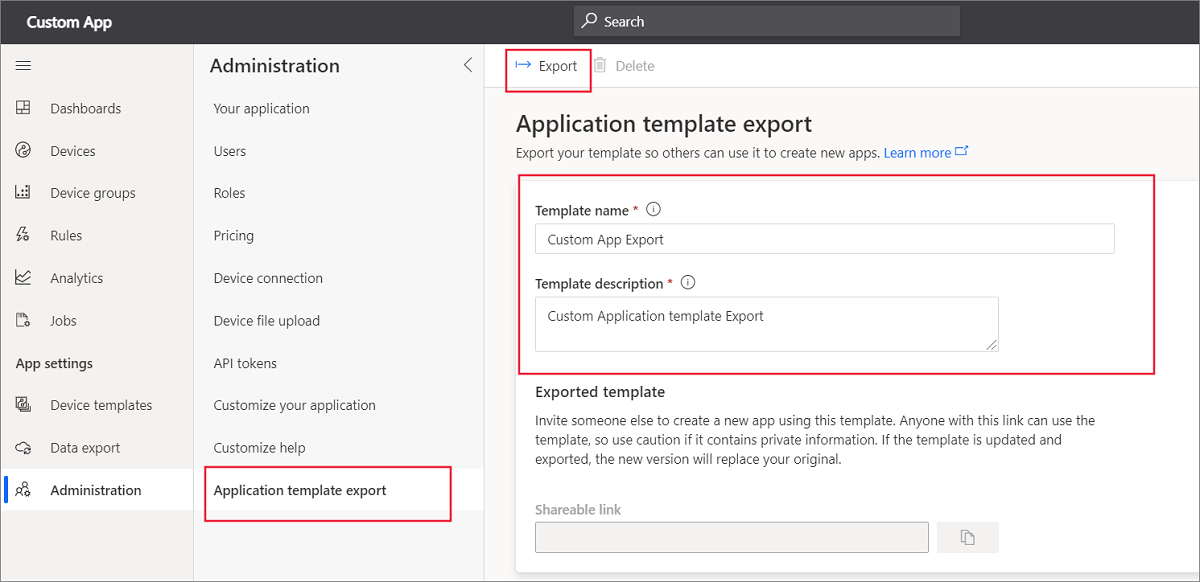 Custom App
Search
Dashboards
Devices
Device groups
Rules
Analytics
Jobs
App settings
Device templates
Data export
Administration
Administration
Your application
Users
Roles
Pricing
Device connection
Device file upload
API tokens
Customize your application
Customize help
Application template export
Export
Delete
Application template export
Export your template so others can use it to create new apps. Learn more
Template name *
Custom App Export
Template description *
Custom Application template Export
Exported template
Invite someone else to create a new app using this template. Anyone with this link can use the
template, so use caution if it contains private information. If the template is updated and
exported, the new version will replace your original.
Shareable link